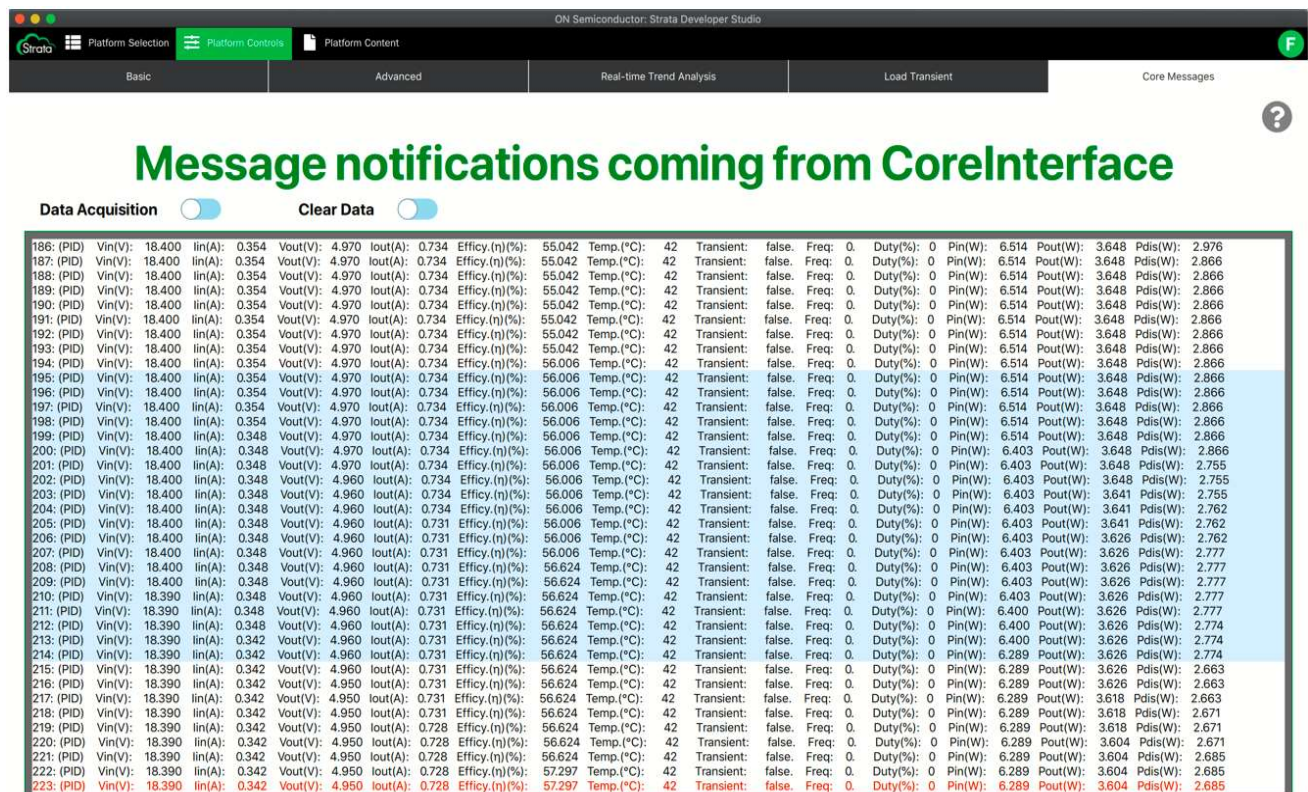 ON Semiconductor: Strata Developer Studio
Strata Platform Selection Platform Controls Platform Content F
Basic Advanced Real-time Trend Analysis Load Transient Core Messages
?
Message notifications coming from CoreInterface
Data Acquisition Clear Data
186: (PID) Vin(V): 18.400 Iin(A): 0.354 Vout(V): 4.970 Iout(A): 0.734 Efficy.(η)(%): 55.042 Temp.(°C): 42 Transient: false. Freq: 0. Duty(%): 0 Pin(W): 6.514 Pout(W): 3.648 Pdis(W): 2.976
187: (PID) Vin(V): 18.400 Iin(A): 0.354 Vout(V): 4.970 Iout(A): 0.734 Efficy.(η)(%): 55.042 Temp.(°C): 42 Transient: false. Freq: 0. Duty(%): 0 Pin(W): 6.514 Pout(W): 3.648 Pdis(W): 2.866
188: (PID) Vin(V): 18.400 Iin(A): 0.354 Vout(V): 4.970 Iout(A): 0.734 Efficy.(η)(%): 55.042 Temp.(°C): 42 Transient: false. Freq: 0. Duty(%): 0 Pin(W): 6.514 Pout(W): 3.648 Pdis(W): 2.866
189: (PID) Vin(V): 18.400 Iin(A): 0.354 Vout(V): 4.970 Iout(A): 0.734 Efficy.(η)(%): 55.042 Temp.(°C): 42 Transient: false. Freq: 0. Duty(%): 0 Pin(W): 6.514 Pout(W): 3.648 Pdis(W): 2.866
190: (PID) Vin(V): 18.400 Iin(A): 0.354 Vout(V): 4.970 Iout(A): 0.734 Efficy.(η)(%): 55.042 Temp.(°C): 42 Transient: false. Freq: 0. Duty(%): 0 Pin(W): 6.514 Pout(W): 3.648 Pdis(W): 2.866
191: (PID) Vin(V): 18.400 Iin(A): 0.354 Vout(V): 4.970 Iout(A): 0.734 Efficy.(η)(%): 55.042 Temp.(°C): 42 Transient: false. Freq: 0. Duty(%): 0 Pin(W): 6.514 Pout(W): 3.648 Pdis(W): 2.866
192: (PID) Vin(V): 18.400 Iin(A): 0.354 Vout(V): 4.970 Iout(A): 0.734 Efficy.(η)(%): 55.042 Temp.(°C): 42 Transient: false. Freq: 0. Duty(%): 0 Pin(W): 6.514 Pout(W): 3.648 Pdis(W): 2.866
193: (PID) Vin(V): 18.400 Iin(A): 0.354 Vout(V): 4.970 Iout(A): 0.734 Efficy.(η)(%): 55.042 Temp.(°C): 42 Transient: false. Freq: 0. Duty(%): 0 Pin(W): 6.514 Pout(W): 3.648 Pdis(W): 2.866
194: (PID) Vin(V): 18.400 Iin(A): 0.354 Vout(V): 4.970 Iout(A): 0.734 Efficy.(η)(%): 56.006 Temp.(°C): 42 Transient: false. Freq: 0. Duty(%): 0 Pin(W): 6.514 Pout(W): 3.648 Pdis(W): 2.866
195: (PID) Vin(V): 18.400 Iin(A): 0.354 Vout(V): 4.970 Iout(A): 0.734 Efficy.(η)(%): 56.006 Temp.(°C): 42 Transient: false. Freq: 0. Duty(%): 0 Pin(W): 6.514 Pout(W): 3.648 Pdis(W): 2.866
196: (PID) Vin(V): 18.400 Iin(A): 0.354 Vout(V): 4.970 Iout(A): 0.734 Efficy.(η)(%): 56.006 Temp.(°C): 42 Transient: false. Freq: 0. Duty(%): 0 Pin(W): 6.514 Pout(W): 3.648 Pdis(W): 2.866
197: (PID) Vin(V): 18.400 Iin(A): 0.354 Vout(V): 4.970 Iout(A): 0.734 Efficy.(η)(%): 56.006 Temp.(°C): 42 Transient: false. Freq: 0. Duty(%): 0 Pin(W): 6.514 Pout(W): 3.648 Pdis(W): 2.866
198: (PID) Vin(V): 18.400 Iin(A): 0.354 Vout(V): 4.970 Iout(A): 0.734 Efficy.(η)(%): 56.006 Temp.(°C): 42 Transient: false. Freq: 0. Duty(%): 0 Pin(W): 6.514 Pout(W): 3.648 Pdis(W): 2.866
199: (PID) Vin(V): 18.400 Iin(A): 0.348 Vout(V): 4.970 Iout(A): 0.734 Efficy.(η)(%): 56.006 Temp.(°C): 42 Transient: false. Freq: 0. Duty(%): 0 Pin(W): 6.514 Pout(W): 3.648 Pdis(W): 2.866
200: (PID) Vin(V): 18.400 Iin(A): 0.348 Vout(V): 4.970 Iout(A): 0.734 Efficy.(η)(%): 56.006 Temp.(°C): 42 Transient: false. Freq: 0. Duty(%): 0 Pin(W): 6.403 Pout(W): 3.648 Pdis(W): 2.866
201: (PID) Vin(V): 18.400 Iin(A): 0.348 Vout(V): 4.970 Iout(A): 0.734 Efficy.(η)(%): 56.006 Temp.(°C): 42 Transient: false. Freq: 0. Duty(%): 0 Pin(W): 6.403 Pout(W): 3.648 Pdis(W): 2.755
202: (PID) Vin(V): 18.400 Iin(A): 0.348 Vout(V): 4.960 Iout(A): 0.734 Efficy.(η)(%): 56.006 Temp.(°C): 42 Transient: false. Freq: 0. Duty(%): 0 Pin(W): 6.403 Pout(W): 3.648 Pdis(W): 2.755
203: (PID) Vin(V): 18.400 Iin(A): 0.348 Vout(V): 4.960 Iout(A): 0.734 Efficy.(η)(%): 56.006 Temp.(°C): 42 Transient: false. Freq: 0. Duty(%): 0 Pin(W): 6.403 Pout(W): 3.641 Pdis(W): 2.755
204: (PID) Vin(V): 18.400 Iin(A): 0.348 Vout(V): 4.960 Iout(A): 0.734 Efficy.(η)(%): 56.006 Temp.(°C): 42 Transient: false. Freq: 0. Duty(%): 0 Pin(W): 6.403 Pout(W): 3.641 Pdis(W): 2.762
205: (PID) Vin(V): 18.400 Iin(A): 0.348 Vout(V): 4.960 Iout(A): 0.731 Efficy.(η)(%): 56.006 Temp.(°C): 42 Transient: false. Freq: 0. Duty(%): 0 Pin(W): 6.403 Pout(W): 3.641 Pdis(W): 2.762
206: (PID) Vin(V): 18.400 Iin(A): 0.348 Vout(V): 4.960 Iout(A): 0.731 Efficy.(η)(%): 56.006 Temp.(°C): 42 Transient: false. Freq: 0. Duty(%): 0 Pin(W): 6.403 Pout(W): 3.626 Pdis(W): 2.762
207: (PID) Vin(V): 18.400 Iin(A): 0.348 Vout(V): 4.960 Iout(A): 0.731 Efficy.(η)(%): 56.006 Temp.(°C): 42 Transient: false. Freq: 0. Duty(%): 0 Pin(W): 6.403 Pout(W): 3.626 Pdis(W): 2.777
208: (PID) Vin(V): 18.400 Iin(A): 0.348 Vout(V): 4.960 Iout(A): 0.731 Efficy.(η)(%): 56.624 Temp.(°C): 42 Transient: false. Freq: 0. Duty(%): 0 Pin(W): 6.403 Pout(W): 3.626 Pdis(W): 2.777
209: (PID) Vin(V): 18.400 Iin(A): 0.348 Vout(V): 4.960 Iout(A): 0.731 Efficy.(η)(%): 56.624 Temp.(°C): 42 Transient: false. Freq: 0. Duty(%): 0 Pin(W): 6.403 Pout(W): 3.626 Pdis(W): 2.777
210: (PID) Vin(V): 18.390 Iin(A): 0.348 Vout(V): 4.960 Iout(A): 0.731 Efficy.(η)(%): 56.624 Temp.(°C): 42 Transient: false. Freq: 0. Duty(%): 0 Pin(W): 6.403 Pout(W): 3.626 Pdis(W): 2.777
211: (PID) Vin(V): 18.390 Iin(A): 0.348 Vout(V): 4.960 Iout(A): 0.731 Efficy.(η)(%): 56.624 Temp.(°C): 42 Transient: false. Freq: 0. Duty(%): 0 Pin(W): 6.400 Pout(W): 3.626 Pdis(W): 2.777
212: (PID) Vin(V): 18.390 Iin(A): 0.348 Vout(V): 4.960 Iout(A): 0.731 Efficy.(η)(%): 56.624 Temp.(°C): 42 Transient: false. Freq: 0. Duty(%): 0 Pin(W): 6.400 Pout(W): 3.626 Pdis(W): 2.774
213: (PID) Vin(V): 18.390 Iin(A): 0.342 Vout(V): 4.960 Iout(A): 0.731 Efficy.(η)(%): 56.624 Temp.(°C): 42 Transient: false. Freq: 0. Duty(%): 0 Pin(W): 6.400 Pout(W): 3.626 Pdis(W): 2.774
214: (PID) Vin(V): 18.390 Iin(A): 0.342 Vout(V): 4.960 Iout(A): 0.731 Efficy.(η)(%): 56.624 Temp.(°C): 42 Transient: false. Freq: 0. Duty(%): 0 Pin(W): 6.289 Pout(W): 3.626 Pdis(W): 2.774
215: (PID) Vin(V): 18.390 Iin(A): 0.342 Vout(V): 4.960 Iout(A): 0.731 Efficy.(η)(%): 56.624 Temp.(°C): 42 Transient: false. Freq: 0. Duty(%): 0 Pin(W): 6.289 Pout(W): 3.626 Pdis(W): 2.663
216: (PID) Vin(V): 18.390 Iin(A): 0.342 Vout(V): 4.950 Iout(A): 0.731 Efficy.(η)(%): 56.624 Temp.(°C): 42 Transient: false. Freq: 0. Duty(%): 0 Pin(W): 6.289 Pout(W): 3.626 Pdis(W): 2.663
217: (PID) Vin(V): 18.390 Iin(A): 0.342 Vout(V): 4.950 Iout(A): 0.731 Efficy.(η)(%): 56.624 Temp.(°C): 42 Transient: false. Freq: 0. Duty(%): 0 Pin(W): 6.289 Pout(W): 3.618 Pdis(W): 2.663
218: (PID) Vin(V): 18.390 Iin(A): 0.342 Vout(V): 4.950 Iout(A): 0.731 Efficy.(η)(%): 56.624 Temp.(°C): 42 Transient: false. Freq: 0. Duty(%): 0 Pin(W): 6.289 Pout(W): 3.618 Pdis(W): 2.671
219: (PID) Vin(V): 18.390 Iin(A): 0.342 Vout(V): 4.950 Iout(A): 0.728 Efficy.(η)(%): 56.624 Temp.(°C): 42 Transient: false. Freq: 0. Duty(%): 0 Pin(W): 6.289 Pout(W): 3.618 Pdis(W): 2.671
220: (PID) Vin(V): 18.390 Iin(A): 0.342 Vout(V): 4.950 Iout(A): 0.728 Efficy.(η)(%): 56.624 Temp.(°C): 42 Transient: false. Freq: 0. Duty(%): 0 Pin(W): 6.289 Pout(W): 3.604 Pdis(W): 2.671
221: (PID) Vin(V): 18.390 Iin(A): 0.342 Vout(V): 4.950 Iout(A): 0.728 Efficy.(η)(%): 56.624 Temp.(°C): 42 Transient: false. Freq: 0. Duty(%): 0 Pin(W): 6.289 Pout(W): 3.604 Pdis(W): 2.685
222: (PID) Vin(V): 18.390 Iin(A): 0.342 Vout(V): 4.950 Iout(A): 0.728 Efficy.(η)(%): 57.297 Temp.(°C): 42 Transient: false. Freq: 0. Duty(%): 0 Pin(W): 6.289 Pout(W): 3.604 Pdis(W): 2.685
223: (PID) Vin(V): 18.390 Iin(A): 0.342 Vout(V): 4.950 Iout(A): 0.728 Efficy.(η)(%): 57.297 Temp.(°C): 42 Transient: false. Freq: 0. Duty(%): 0 Pin(W): 6.289 Pout(W): 3.604 Pdis(W): 2.685